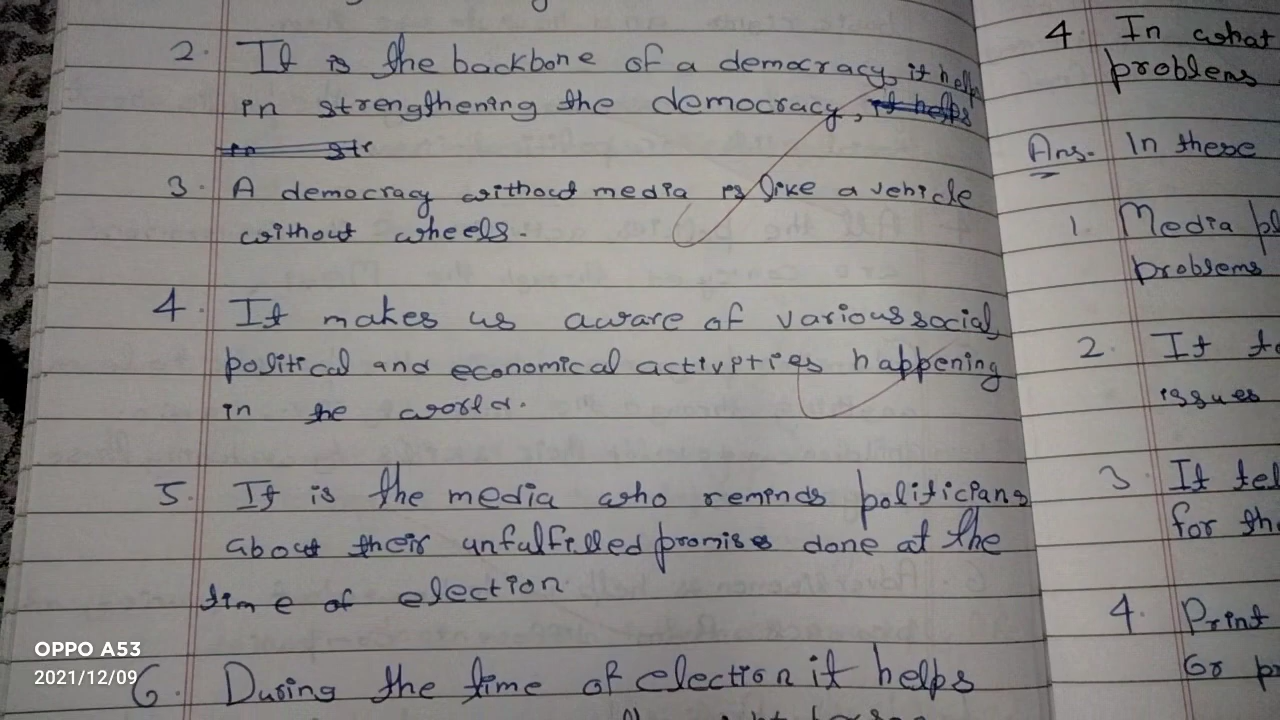 2. It is the backbone of a democracy, it helps
in strengthening the democracy, it helps
in str
3. A democracy without media is like a vehicle
without wheels.
4. It makes us aware of various social,
political and economical activities happening
in the world.
5. It is the media who reminds politicians
about their unfulfilled promises done at the
time of election
6. During the time of election it helps
4 In what
problems
Ans. In these
1. Media
problems
2. It
issues
3 It
for
4. Print
Or
OPPO A53
2021/12/09